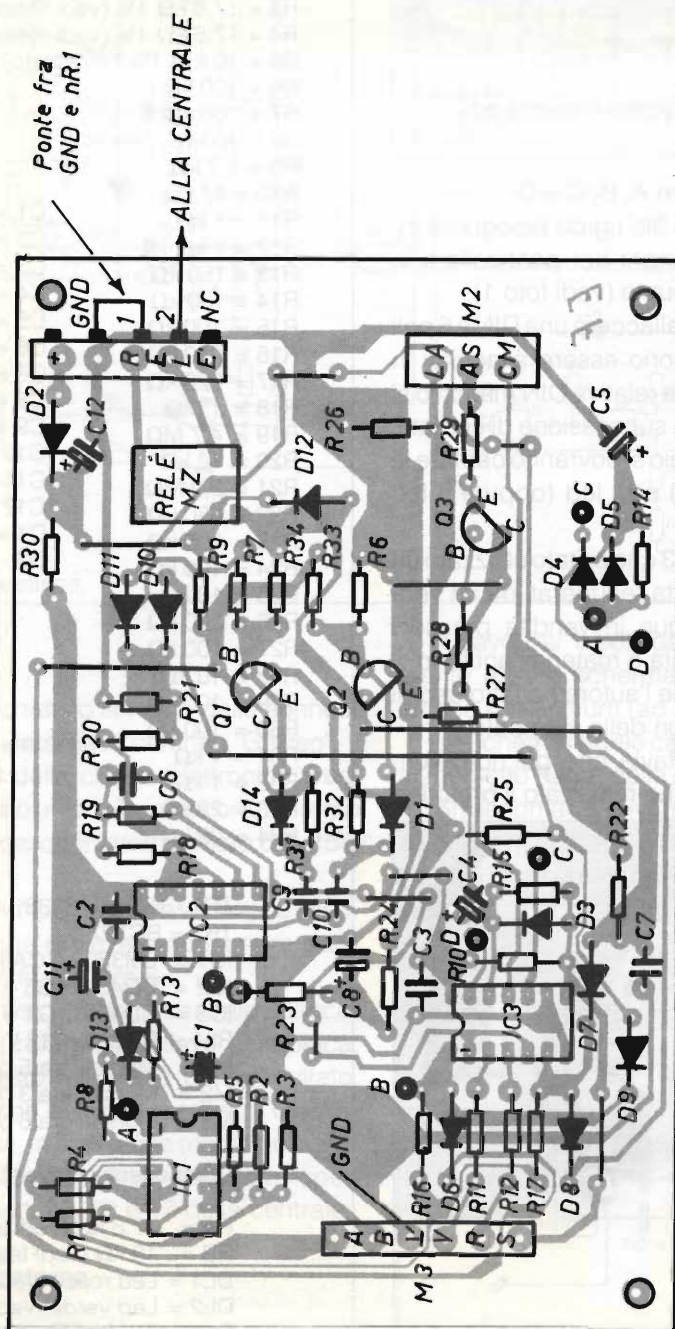 Ponte fra
GND e nR.1
ALLA CENTRALE
GND
1
2
NC
+
R
E
D2
C12
RELÈ
MZ
D12
R26
LA
AS
CM
M2
C5
R30
D11
D10
R9
R7
R34
R33
R6
Q3
B
E
C
R29
C
D4
D5
R14
A
D
R28
R27
R21
R20
C6
R19
R18
Q1
B
C
E
Q2
B
C
E
D14
R31
R32
D1
R25
R22
C2
C11
IC2
C9
C10
R24
C4
R15
C
D
D3
R10
C3
C8
R23
B
IC3
D7
C7
D9
D13
R13
C1
R8
A
R4
R1
IC1
R5
R2
R3
GND
B
R16
D6
R11
R12
R17
D8
M3
A
B
V
R
S